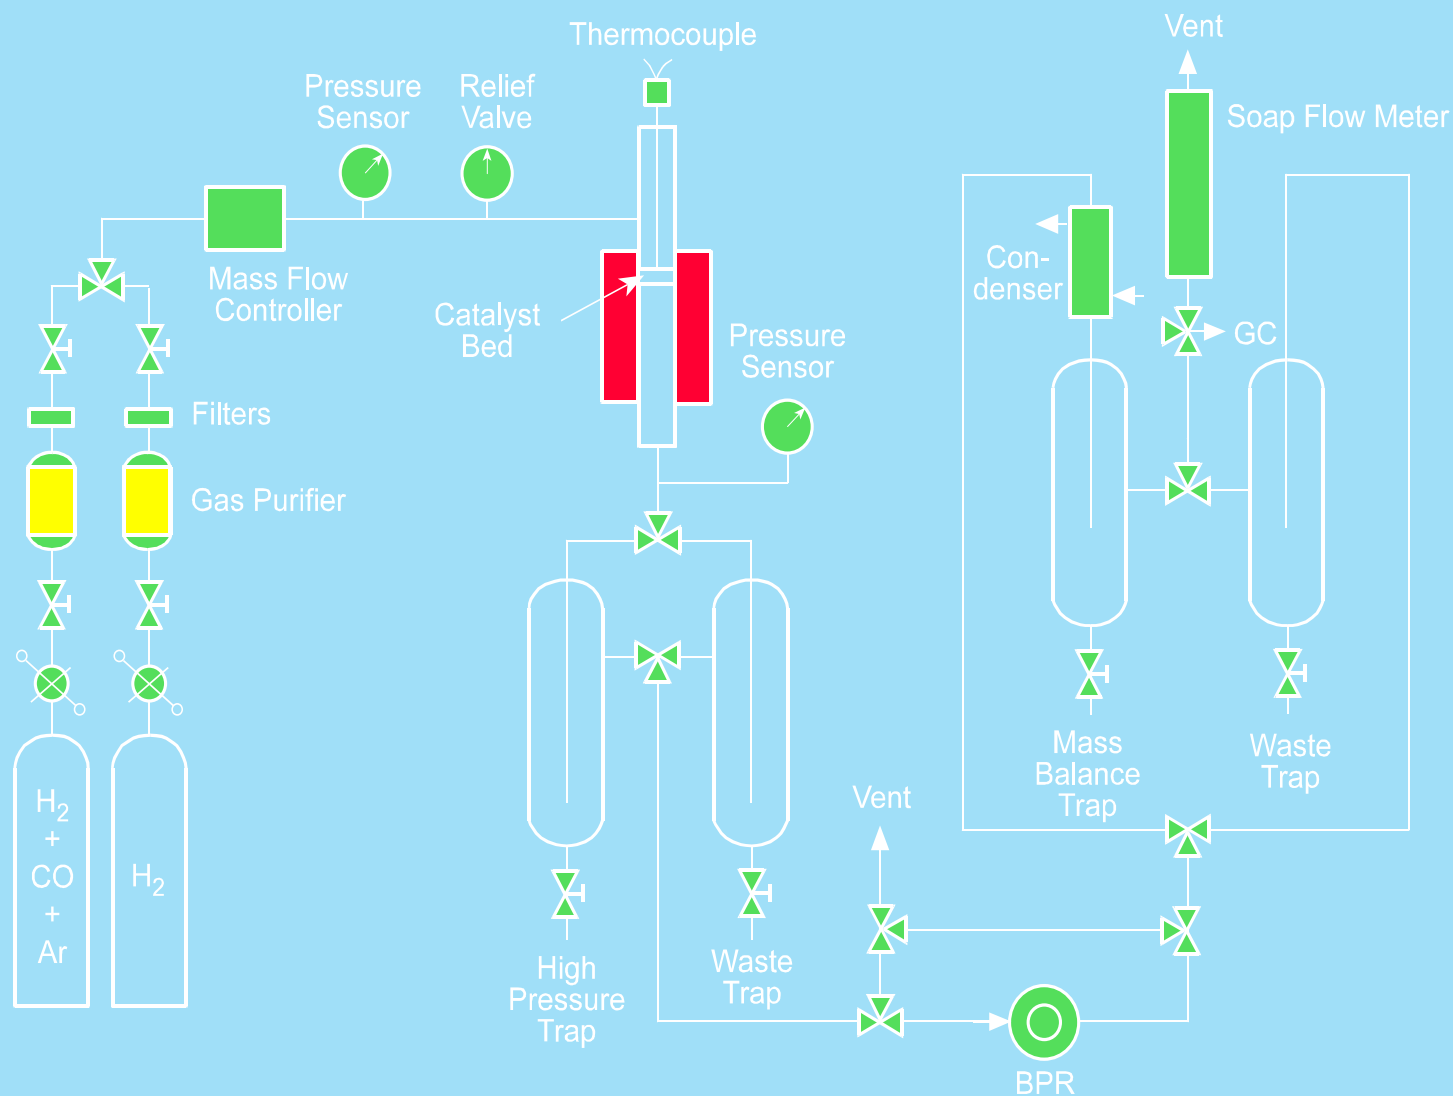 Thermocouple
Vent
Pressure
Sensor
Relief
Valve
Soap Flow Meter
Mass Flow
Controller
Catalyst
Bed
Con-
denser
GC
Pressure
Sensor
Filters
Gas Purifier
Mass
Balance
Trap
Waste
Trap
Vent
H2
+
CO
+
Ar
H2
High
Pressure
Trap
Waste
Trap
BPR